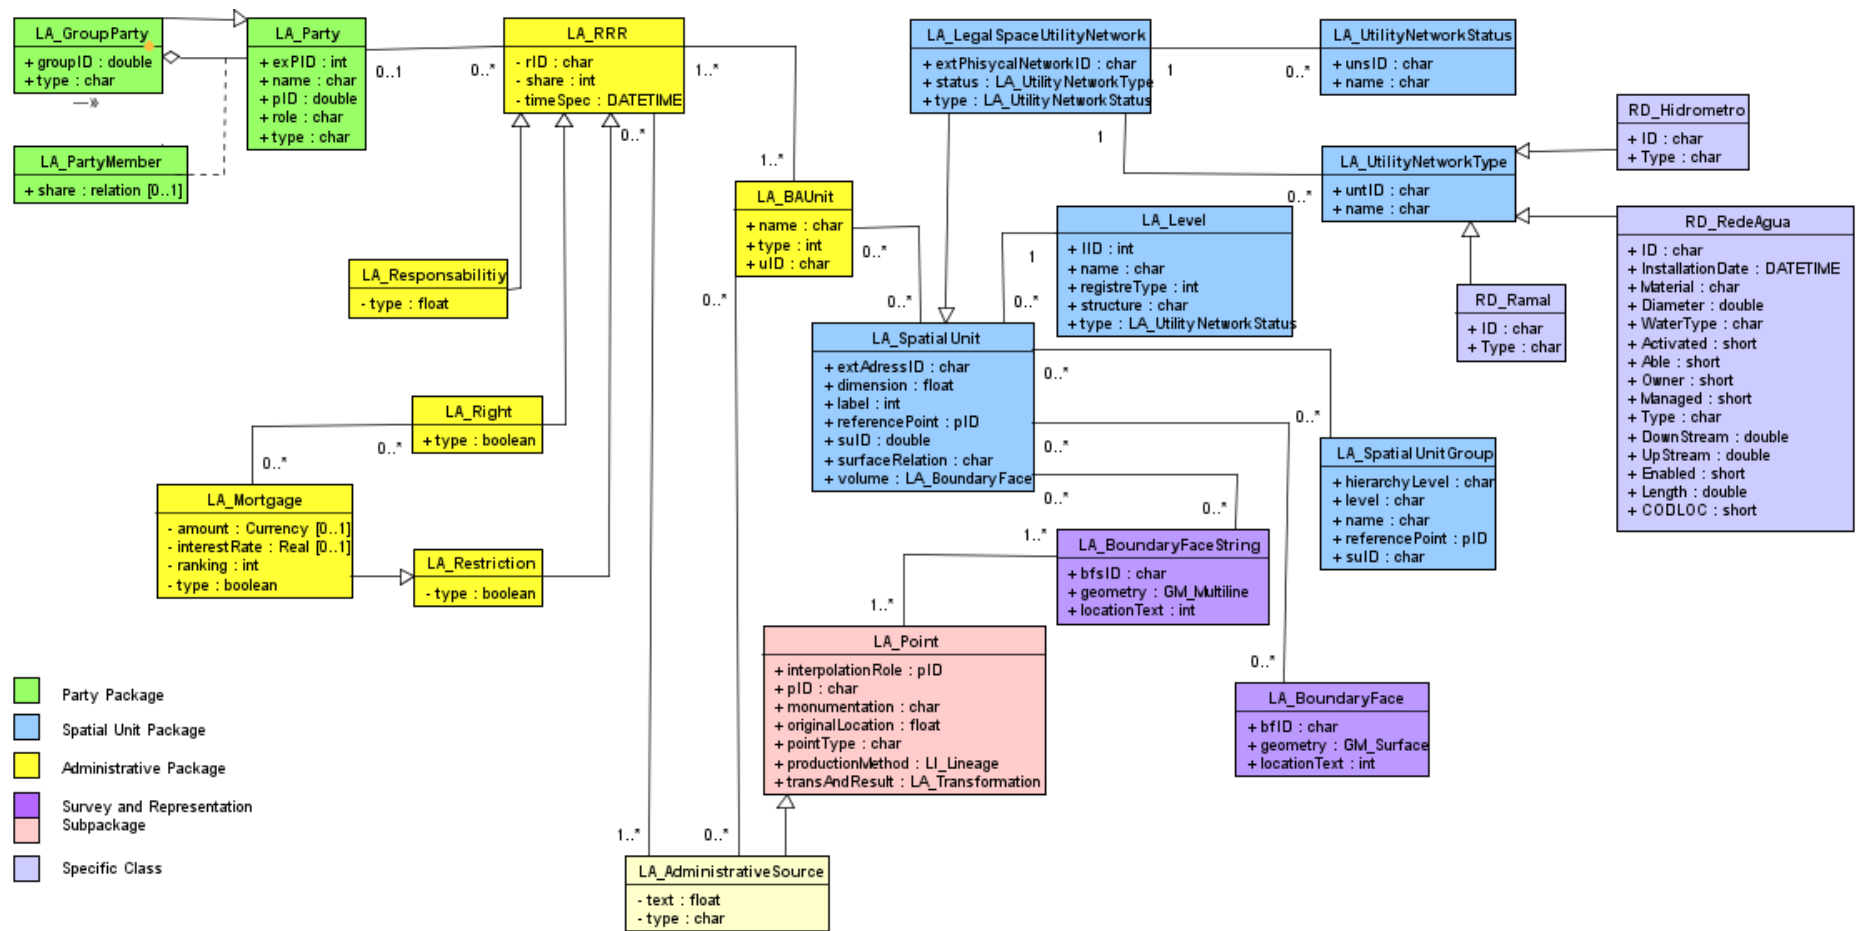 LA_GroupParty
+ groupID : double
+ type : char
LA_Party
+ exPID : int
+ name : char
+ pID : double
+ role : char
+ type : char
LA_PartyMember
+ share : relation [0..1]
0..1
0..*
LA_RRR
- rID : char
- share : int
- timeSpec : DATETIME
1..*
0..*
1..*
LA_BAUnit
+ name : char
+ type : int
+ uID : char
0..*
0..*
0..*
LA_Responsabilitiy
- type : float
LA_Right
+ type : boolean
0..*
0..*
LA_Mortgage
- amount : Currency [0..1]
- interestRate : Real [0..1]
- ranking : int
- type : boolean
LA_Restriction
- type : boolean
LA_LegalSpaceUtilityNetwork
+ extPhisycalNetworkID : char
+ status : LA_UtilityNetworkType
+ type : LA_UtilityNetworkStatus
1
0..*
LA_UtilityNetworkStatus
+ unsID : char
+ name : char
1
0..*
LA_UtilityNetworkType
+ untID : char
+ name : char
RD_Hidrometro
+ ID : char
+ Type : char
LA_Level
+ lID : int
+ name : char
+ registreType : int
+ structure : char
+ type : LA_UtilityNetworkStatus
1
0..*
RD_RedeAgua
+ ID : char
+ InstallationDate : DATETIME
+ Material : char
+ Diameter : double
+ WaterType : char
+ Activated : short
+ Able : short
+ Owner : short
+ Managed : short
+ Type : char
+ DownStream : double
+ UpStream : double
+ Enabled : short
+ Length : double
+ CODLOC : short
RD_Ramal
+ ID : char
+ Type : char
LA_SpatialUnit
+ extAdressID : char
+ dimension : float
+ label : int
+ referencePoint : pID
+ suID : double
+ surfaceRelation : char
+ volume : LA_BoundaryFace
0..*
0..*
0..*
0..*
0..*
LA_SpatialUnitGroup
+ hierarchyLevel : char
+ level : char
+ name : char
+ referencePoint : pID
+ suID : char
1..*
LA_BoundaryFaceString
+ bfsID : char
+ geometry : GM_Multiline
+ locationText : int
1..*
LA_Point
+ interpolationRole : pID
+ pID : char
+ monumentation : char
+ originalLocation : float
+ pointType : char
+ productionMethod : LI_Lineage
+ transAndResult : LA_Transformation
0..*
LA_BoundaryFace
+ bfID : char
+ geometry : GM_Surface
+ locationText : int
1..*
0..*
LA_AdministrativeSource
- text : float
- type : char
Party Package
Spatial Unit Package
Administrative Package
Survey and Representation
Subpackage
Specific Class